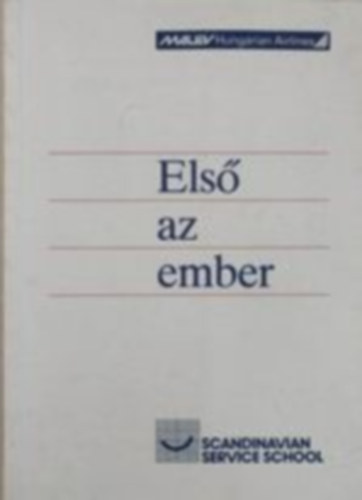 MALÉV Hungarian Airlines
Első
az
ember
SCANDINAVIAN
SERVICE SCHOOL